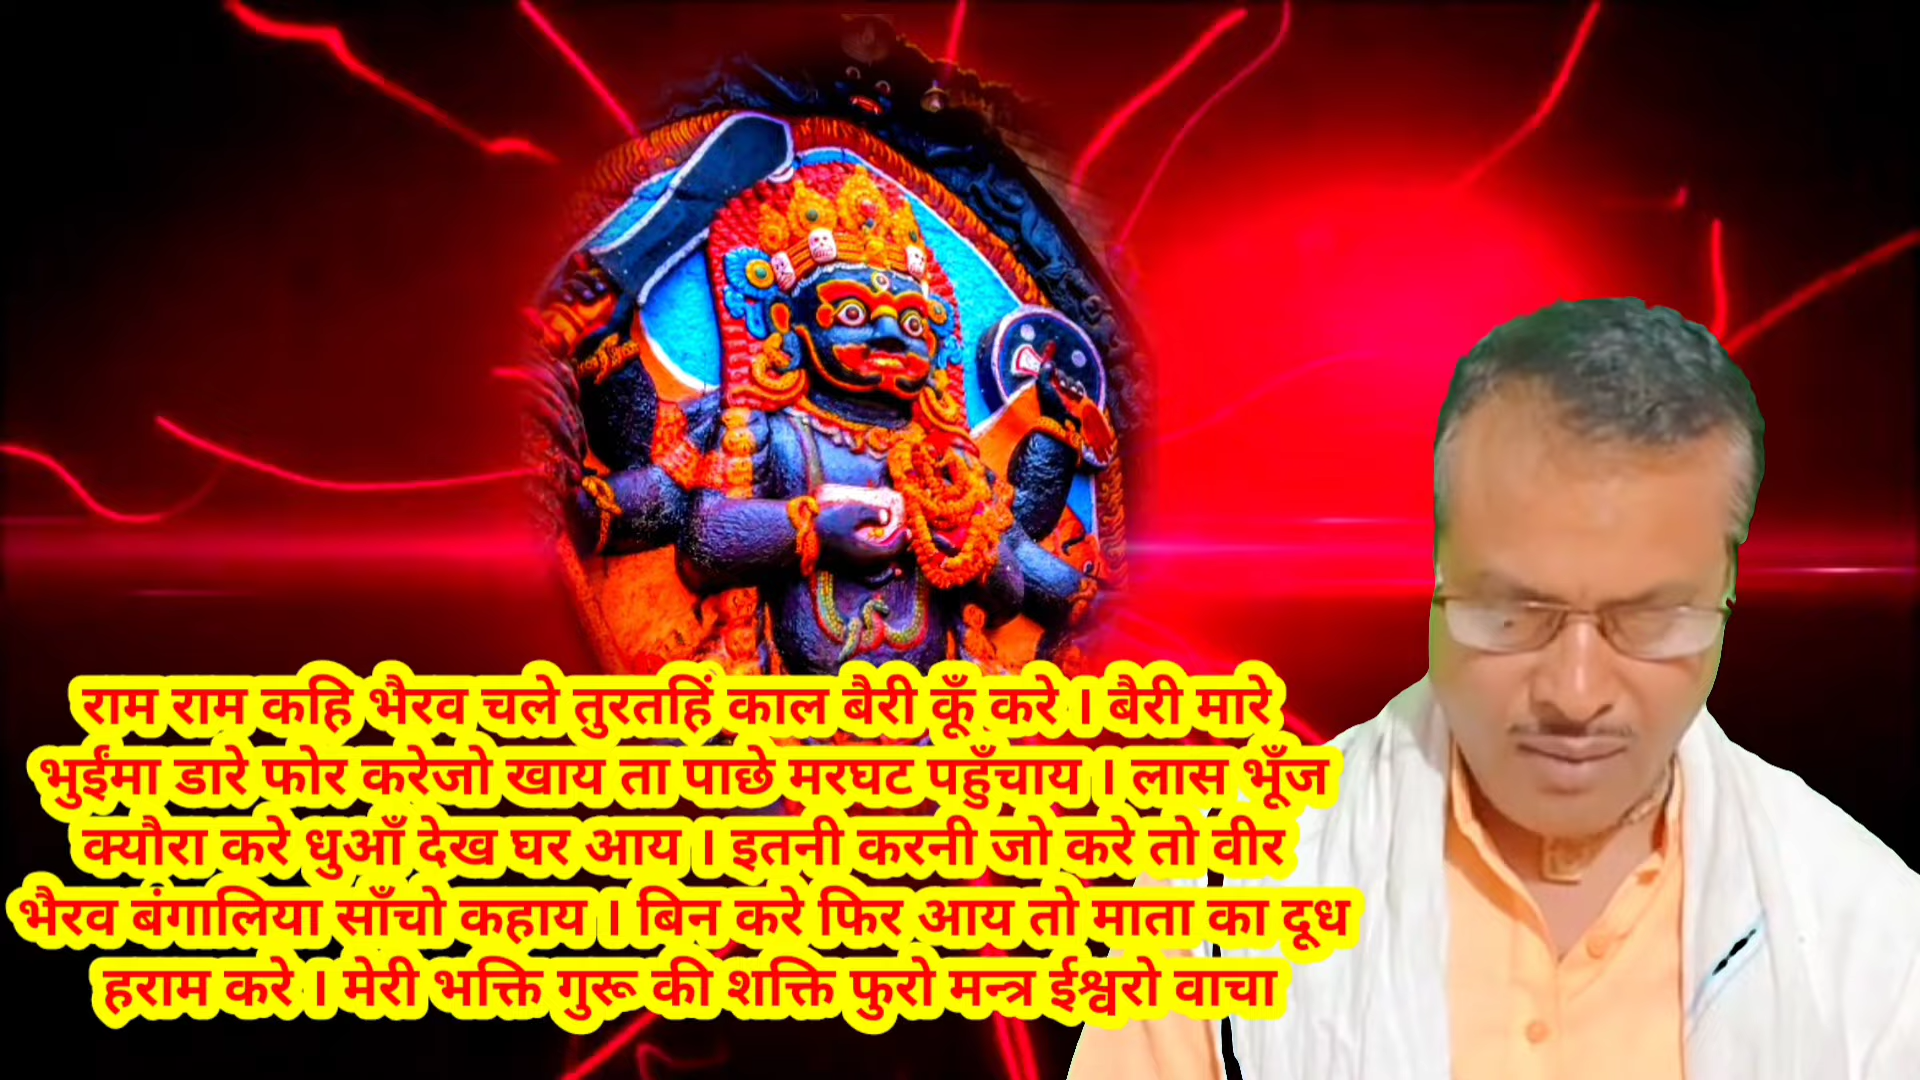 राम राम कहि भैरव चले तुरतहिं काल बैरी कूँ करे । बैरी मारे
भुईंमा डारे फोर करेजो खाय ता पाछे मरघट पहुँचाय । लास भूँज
क्यौरा करे धुआँ देख घर आय । इतनी करनी जो करे तो वीर
भैरव बंगालिया साँचो कहाय । बिन करे फिर आय तो माता का दूध
हराम करे । मेरी भक्ति गुरू की शक्ति फुरो मन्त्र ईश्वरो वाचा